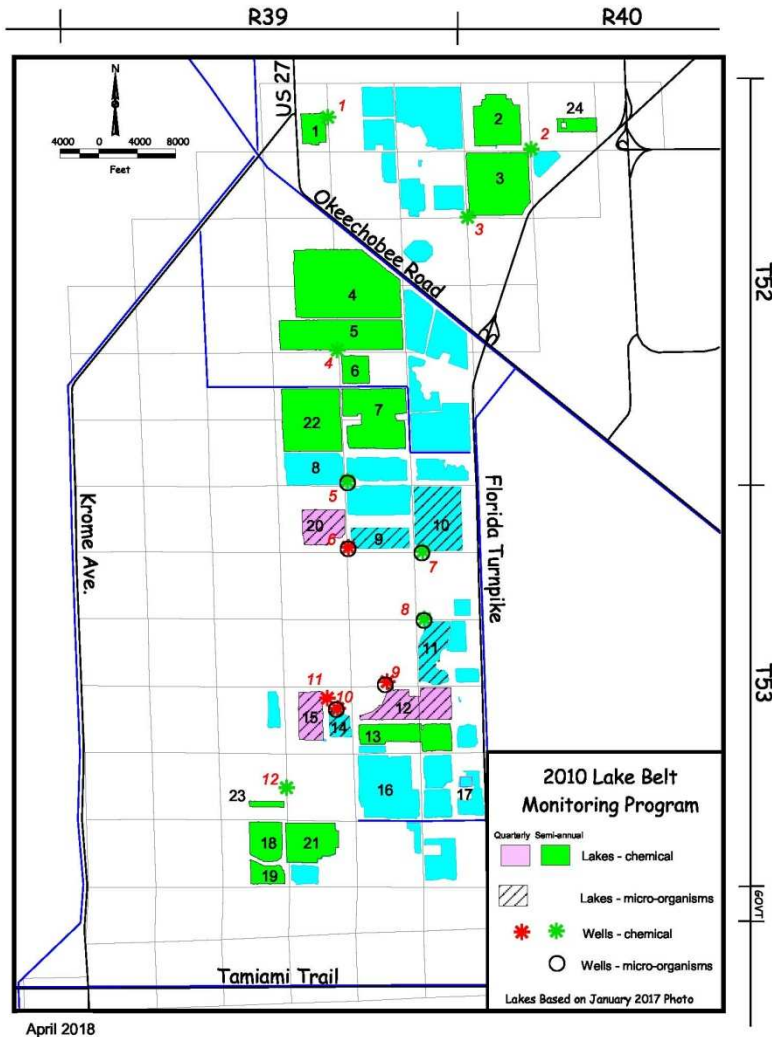 R39
R40
N
4000 0 4000 8000
Feet
US 27
1
1
2
24
2
3
3
Okeechobee Road
T52
4
5
4
6
7
22
8
5
Krome Ave.
Florida Turnpike
20
6
9
10
7
8
11
T53
9
11
10
12
15
14
13
12
16
17
23
18
21
19
2010 Lake Belt
Monitoring Program
Quarterly Semi-annual
Lakes - chemical
Lakes - micro-organisms
Wells - chemical
Wells - micro-organisms
Lakes Based on January 2017 Photo
GOVT
Tamiami Trail
April 2018